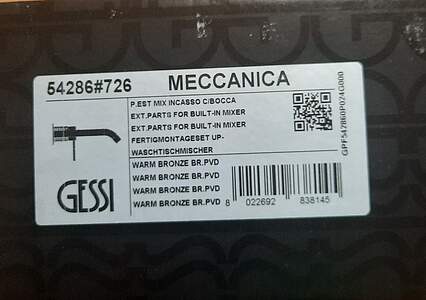 54286#726 MECCANICA
P.EST MIX INCASSO C/BOCCA
EXT.PARTS FOR BUILT-IN MIXER
EXT.PARTS FOR BUILT-IN MIXER
FERTIGMONTAGESET UP-
WASCHTISCHMISCHER
GPF542860P0Z4G000
GESSI
WARM BRONZE BR.PVD
WARM BRONZE BR.PVD
WARM BRONZE BR.PVD
WARM BRONZE BR.PVD
8 022692 838145